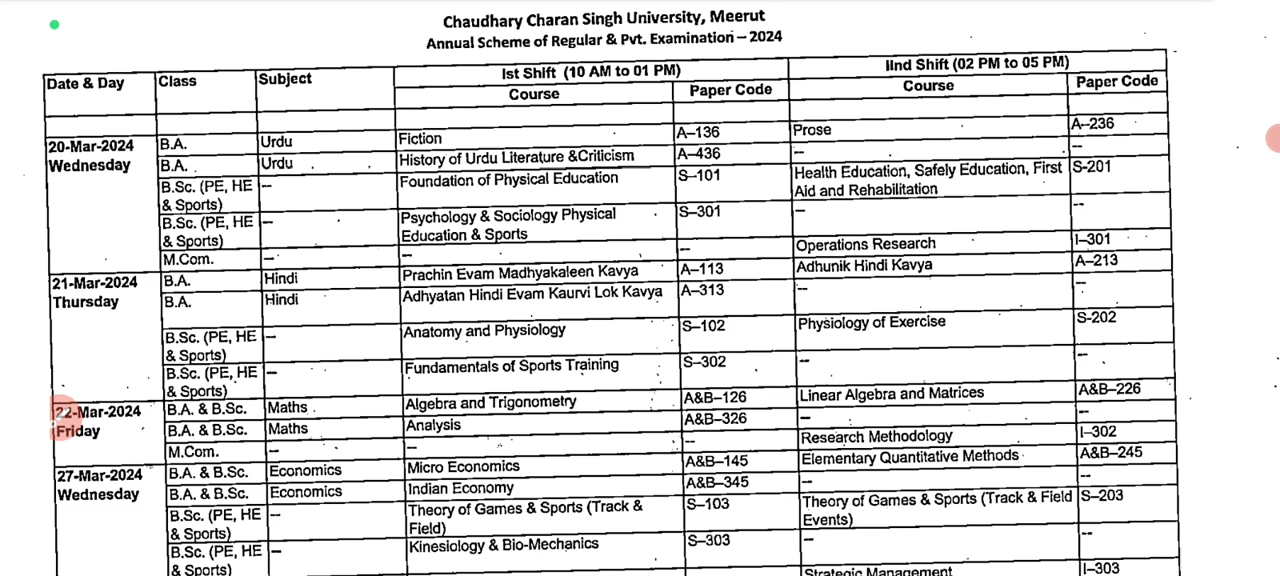 Chaudhary Charan Singh University, Meerut
Annual Scheme of Regular & Pvt. Examination – 2024
Date & Day Class Subject Ist Shift (10 AM to 01 PM) IInd Shift (02 PM to 05 PM)
Course Paper Code Course Paper Code
20-Mar-2024 B.A. Urdu Fiction A–136 Prose A–236
Wednesday B.A. Urdu History of Urdu Literature &Criticism A–436 -- --
B.Sc. (PE, HE -- Foundation of Physical Education S–101 Health Education, Safely Education, First S-201
& Sports) Aid and Rehabilitation
B.Sc. (PE, HE -- Psychology & Sociology Physical S–301 -- --
& Sports) Education & Sports
M.Com. -- -- -- Operations Research I–301
21-Mar-2024 B.A. Hindi Prachin Evam Madhyakaleen Kavya A–113 Adhunik Hindi Kavya A–213
Thursday B.A. Hindi Adhyatan Hindi Evam Kaurvi Lok Kavya A–313 -- --
B.Sc. (PE, HE -- Anatomy and Physiology S–102 Physiology of Exercise S-202
& Sports)
B.Sc. (PE, HE -- Fundamentals of Sports Training S–302 -- --
& Sports)
22-Mar-2024 B.A. & B.Sc. Maths Algebra and Trigonometry A&B–126 Linear Algebra and Matrices A&B–226
Friday B.A. & B.Sc. Maths Analysis A&B–326 -- --
M.Com. -- -- -- Research Methodology I–302
27-Mar-2024 B.A. & B.Sc. Economics Micro Economics A&B–145 Elementary Quantitative Methods A&B–245
Wednesday B.A. & B.Sc. Economics Indian Economy A&B–345 -- --
B.Sc. (PE, HE -- Theory of Games & Sports (Track & S–103 Theory of Games & Sports (Track & Field S–203
& Sports) Field) Events)
B.Sc. (PE, HE -- Kinesiology & Bio-Mechanics S–303 -- --
& Sports)
Strategic Management I–303